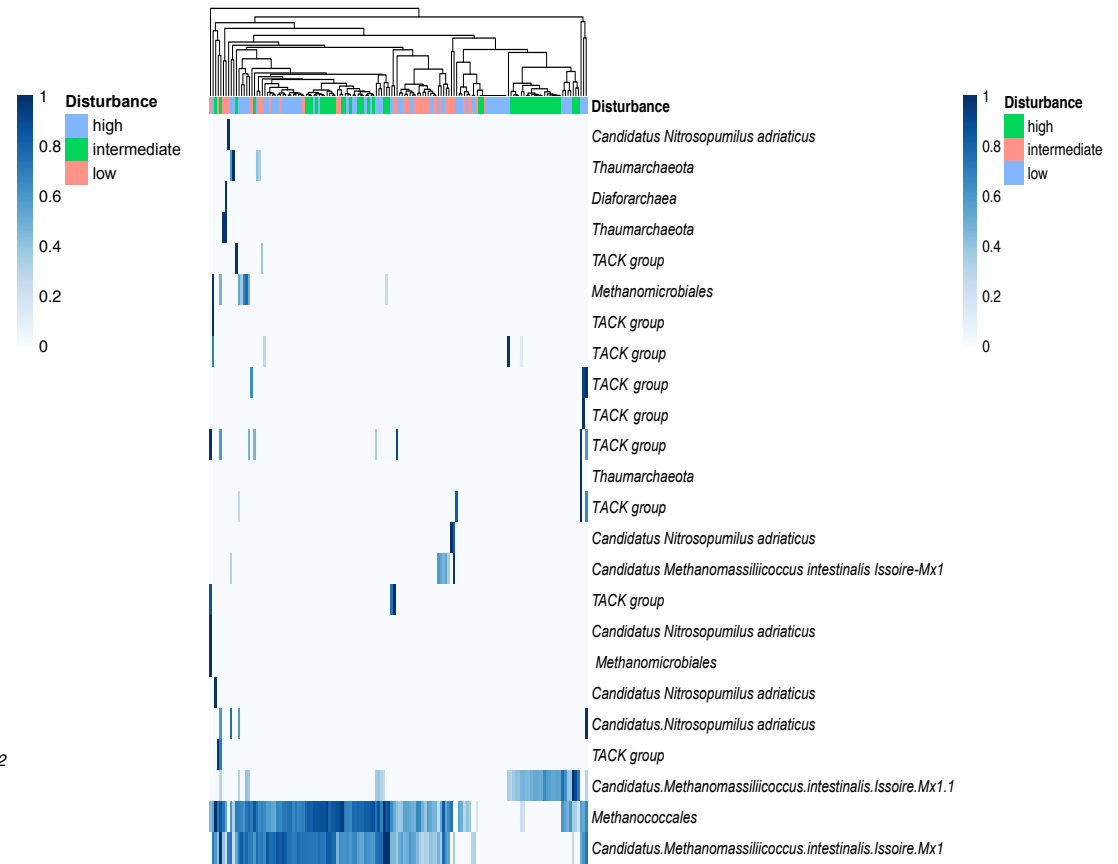 1
0.8
0.6
0.4
0.2
0
Disturbance
high
intermediate
low
2
Disturbance
Candidatus Nitrosopumilus adriaticus
Thaumarchaeota
Diaforarchaea
Thaumarchaeota
TACK group
Methanomicrobiales
TACK group
TACK group
TACK group
TACK group
TACK group
Thaumarchaeota
TACK group
Candidatus Nitrosopumilus adriaticus
Candidatus Methanomassiliicoccus intestinalis Issoire-Mx1
TACK group
Candidatus Nitrosopumilus adriaticus
Methanomicrobiales
Candidatus Nitrosopumilus adriaticus
Candidatus.Nitrosopumilus adriaticus
TACK group
Candidatus.Methanomassiliicoccus.intestinalis.Issoire.Mx1.1
Methanococcales
Candidatus.Methanomassiliicoccus.intestinalis.Issoire.Mx1
1
0.8
0.6
0.4
0.2
0
Disturbance
high
intermediate
low